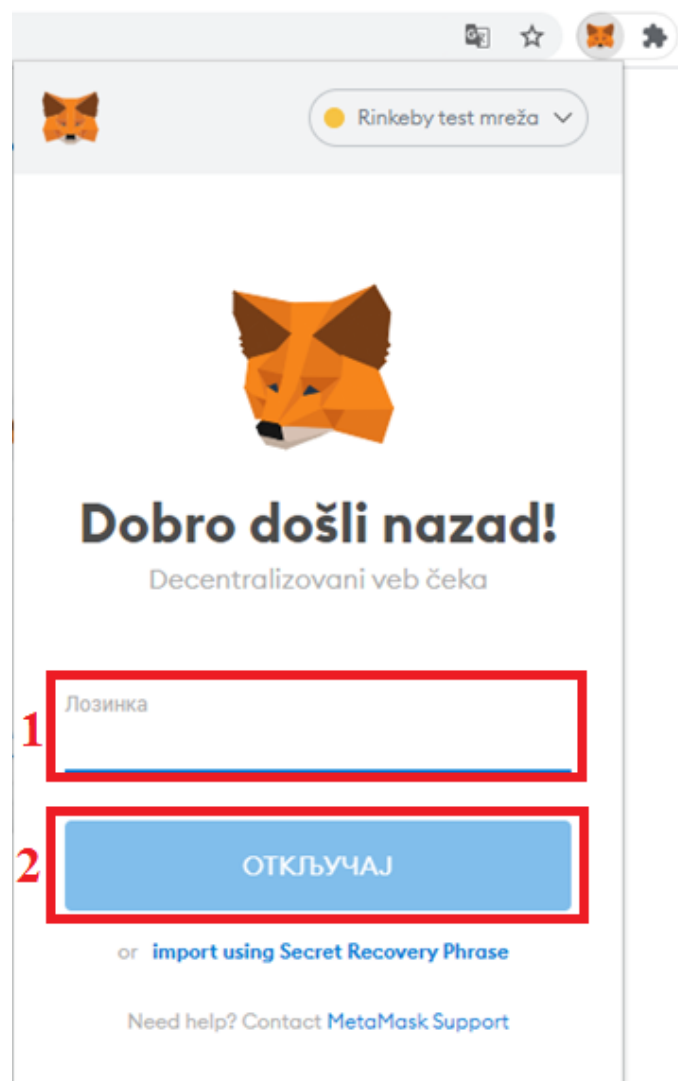 Rinkeby test mreža
Dobro došli nazad!
Decentralizovani veb čeka
Лозинка
1
2
ОТКЉУЧАЈ
or import using Secret Recovery Phrase
Need help? Contact MetaMask Support